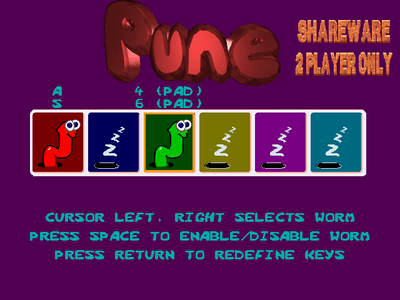 Pune
SHAREWARE
2 PLAYER ONLY
A 4 (PAD)
S 6 (PAD)
Z Z Z Z Z Z Z Z Z Z Z Z
CURSOR LEFT, RIGHT SELECTS WORM
PRESS SPACE TO ENABLE/DISABLE WORM
PRESS RETURN TO REDEFINE KEYS